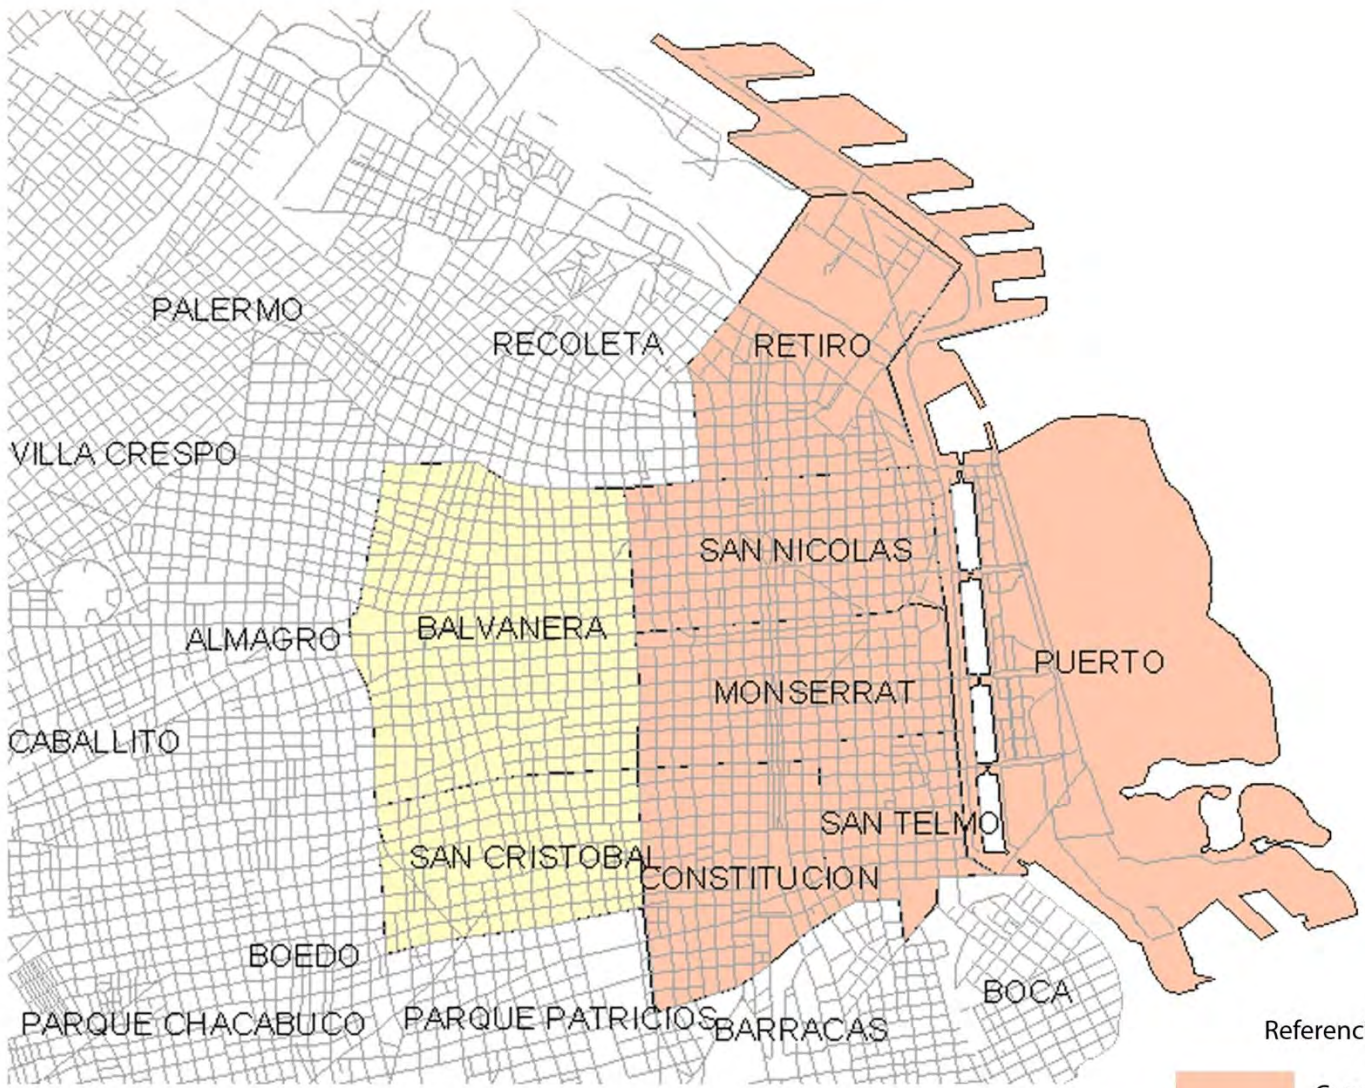 PALERMO
RECOLETA
RETIRO
VILLA CRESPO
SAN NICOLAS
BALVANERA
ALMAGRO
PUERTO
MONSERRAT
CABALLITO
SAN TELMO
SAN CRISTOBAL
CONSTITUCION
BOEDO
BOCA
PARQUE CHACABUCO
PARQUE PATRICIOS
BARRACAS
Referenc